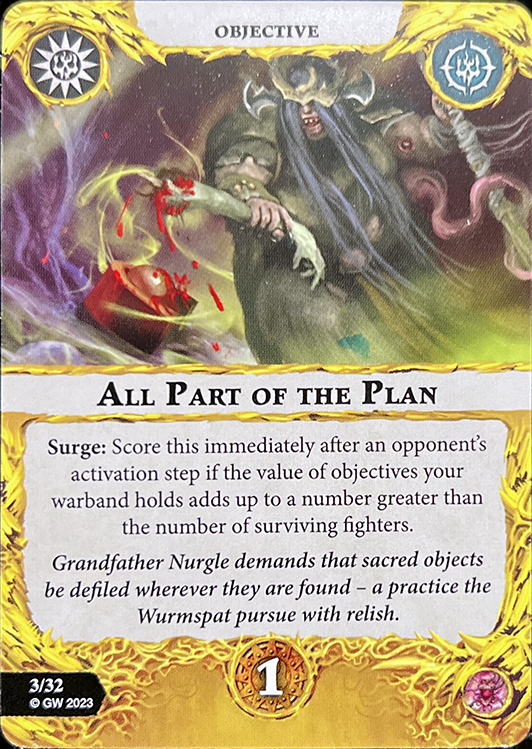 OBJECTIVE
ALL PART OF THE PLAN
Surge: Score this immediately after an opponent's
activation step if the value of objectives your
warband holds adds up to a number greater than
the number of surviving fighters.
Grandfather Nurgle demands that sacred objects
be defiled wherever they are found – a practice the
Wurmspat pursue with relish.
1
3/32
© GW 2023